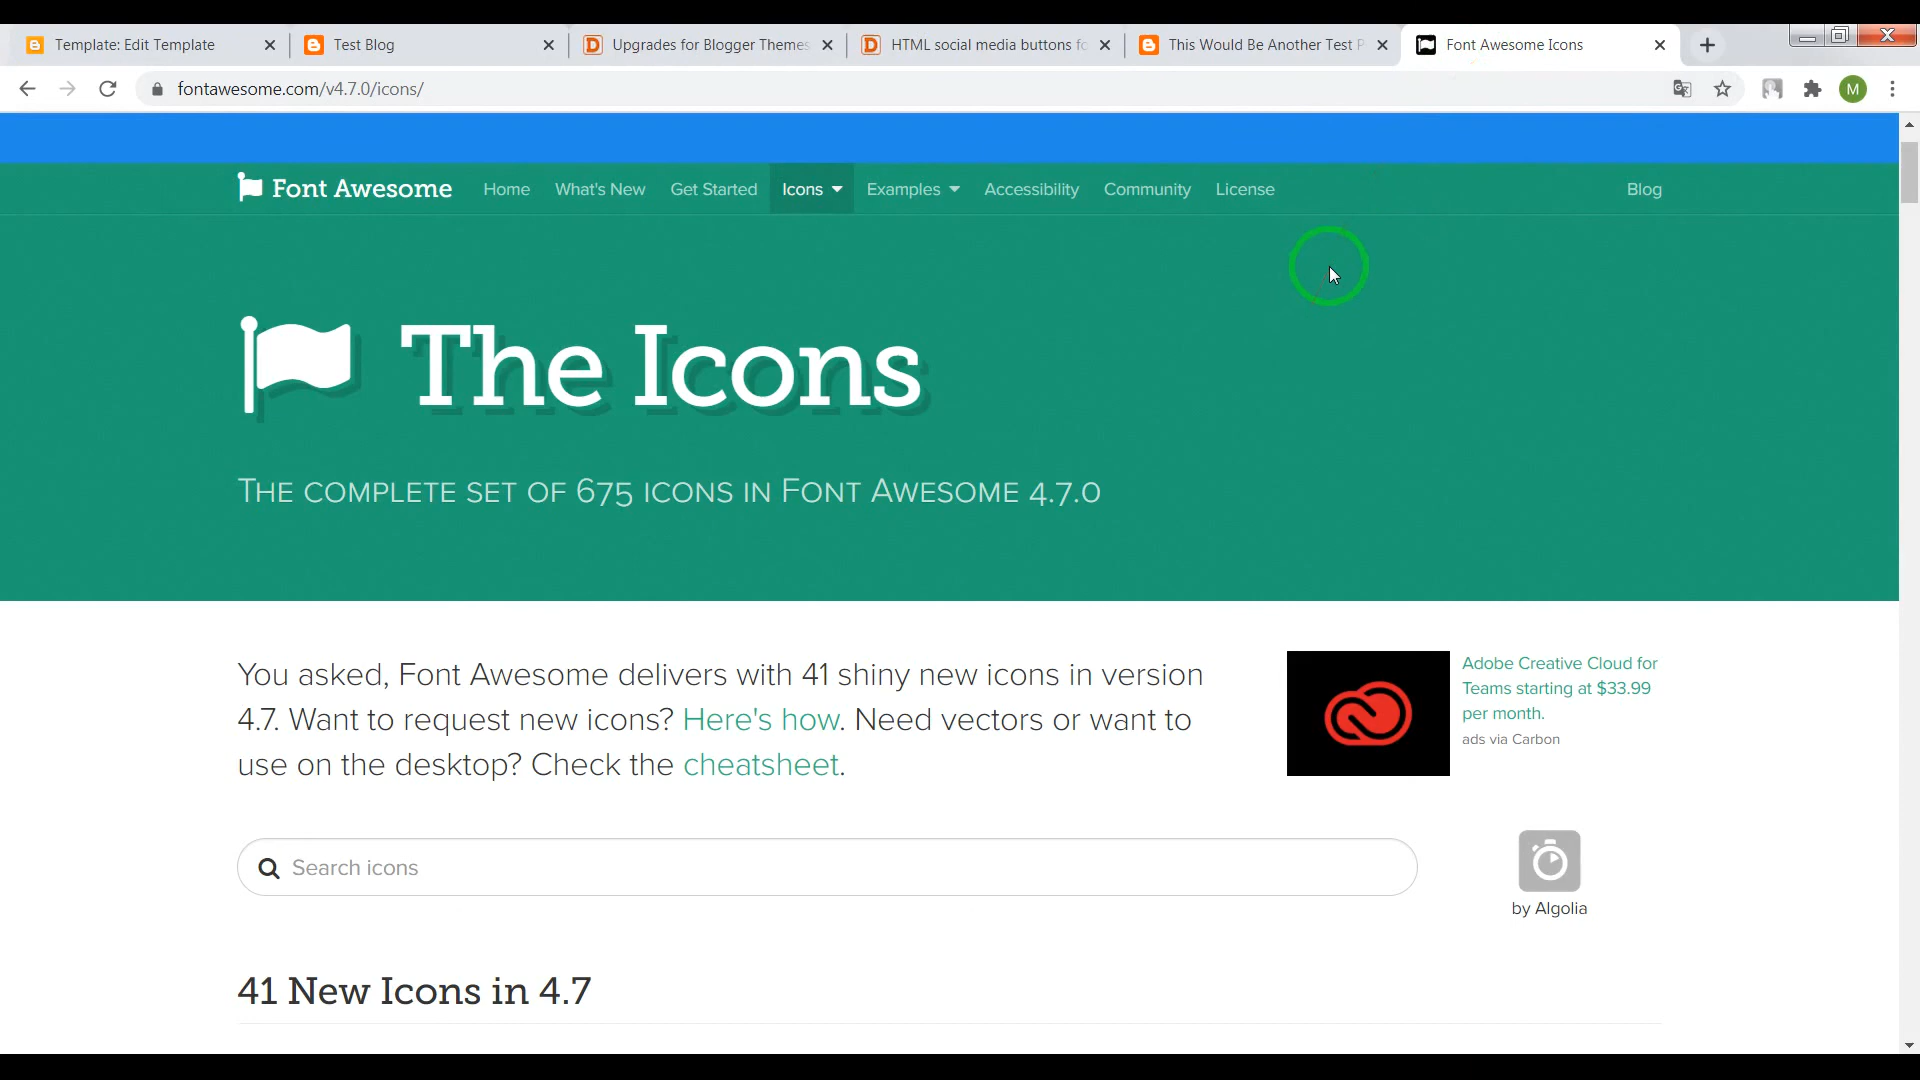 Template: Edit Template
Test Blog
Upgrades for Blogger Themes
HTML social media buttons fo
This Would Be Another Test P
Font Awesome Icons
fontawesome.com/v4.7.0/icons/
M
Font Awesome
Home
What's New
Get Started
Icons
Examples
Accessibility
Community
License
Blog
The Icons
The complete set of 675 icons in Font Awesome 4.7.0
You asked, Font Awesome delivers with 41 shiny new icons in version
4.7. Want to request new icons? Here's how. Need vectors or want to
use on the desktop? Check the cheatsheet.
Adobe Creative Cloud for
Teams starting at $33.99
per month.
ads via Carbon
Search icons
by Algolia
41 New Icons in 4.7